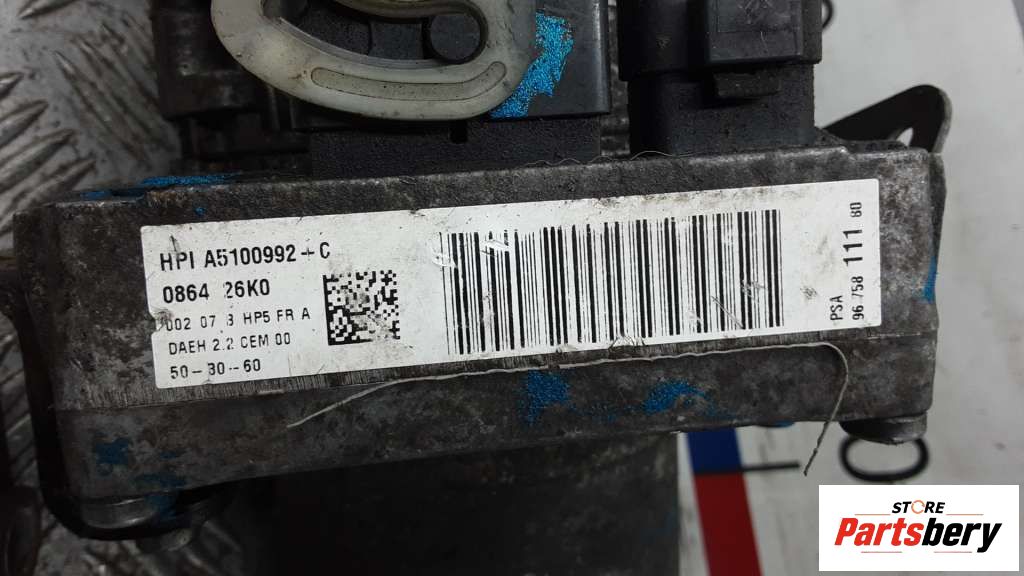 HPI A5100992-C
0864 26K0
002 07 3 HP5 FR A
DAEH 2.2 CEM 00
50-30-60
PSA
96 758 111 80
STORE
Partsbery